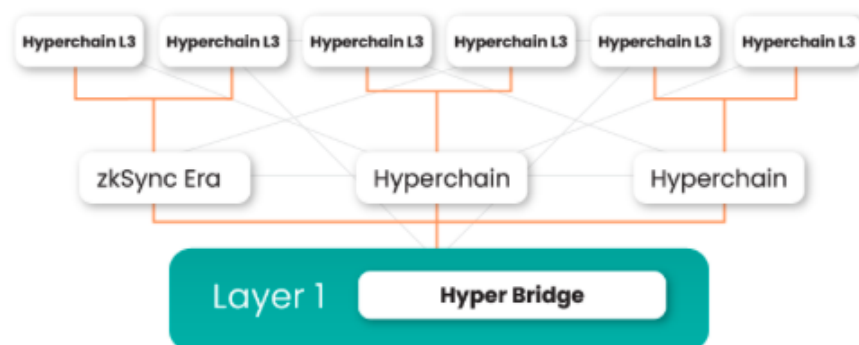 Hyperchain L3 Hyperchain L3 Hyperchain L3 Hyperchain L3 Hyperchain L3 Hyperchain L3
zkSync Era Hyperchain Hyperchain
Layer 1 Hyper Bridge